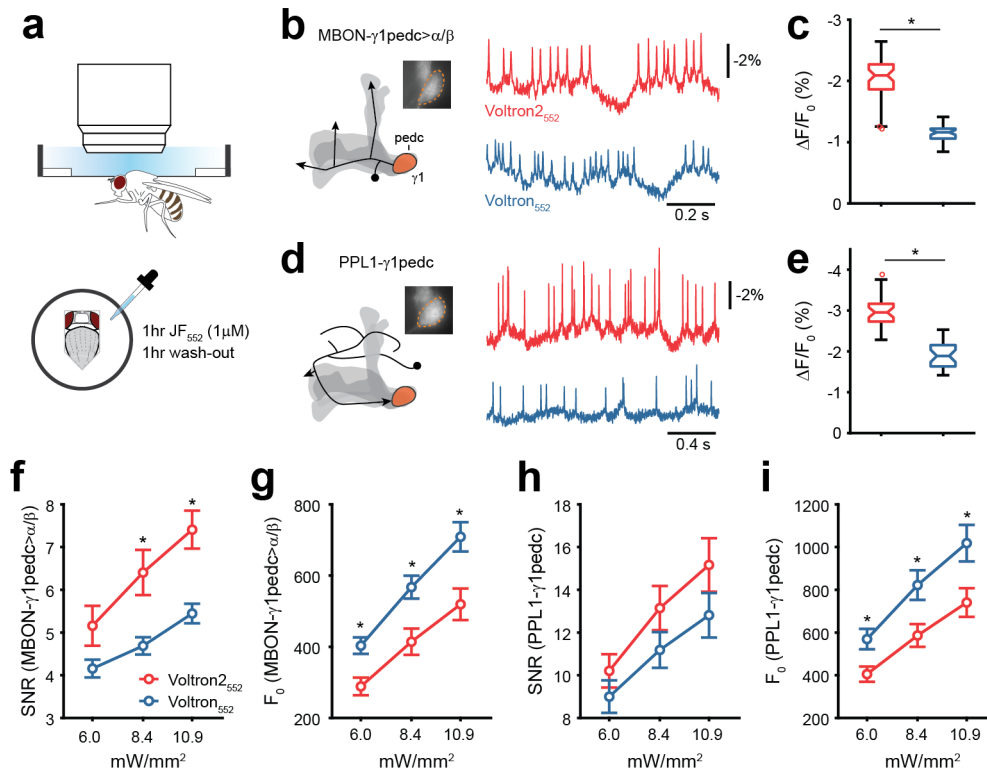 a
1hr JF552 (1μM)
1hr wash-out
b
MBON-γ1pedc>α/β
pedc
γ1
Voltron2552
Voltron552
-2%
0.2 s
c
*
ΔF/F0 (%)
-3
-2
-1
0
d
PPL1-γ1pedc
-2%
0.4 s
e
*
ΔF/F0 (%)
-4
-3
-2
-1
0
f
SNR (MBON-γ1pedc>α/β)
8
7
6
5
4
3
* *
Voltron2552
Voltron552
6.0 8.4 10.9
mW/mm²
g
F0 (MBON-γ1pedc>α/β)
800
600
400
200
* * *
6.0 8.4 10.9
mW/mm²
h
SNR (PPL1-γ1pedc)
18
16
14
12
10
8
6.0 8.4 10.9
mW/mm²
i
F0 (PPL1-γ1pedc)
1200
1000
800
600
400
200
* * *
6.0 8.4 10.9
mW/mm²